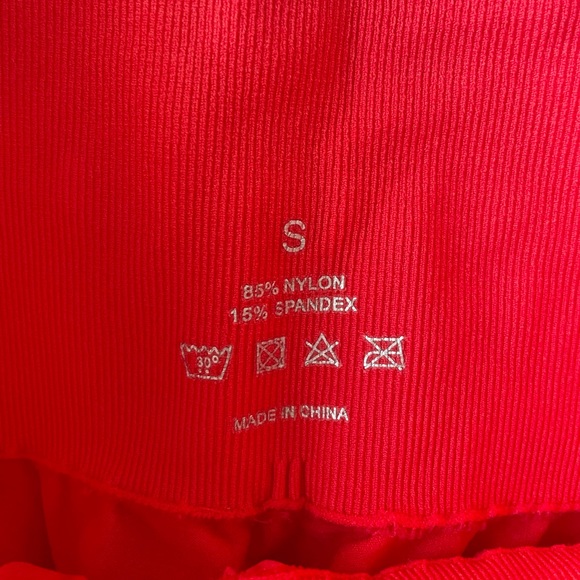 S
85% NYLON
15% SPANDEX
30°
MADE IN CHINA